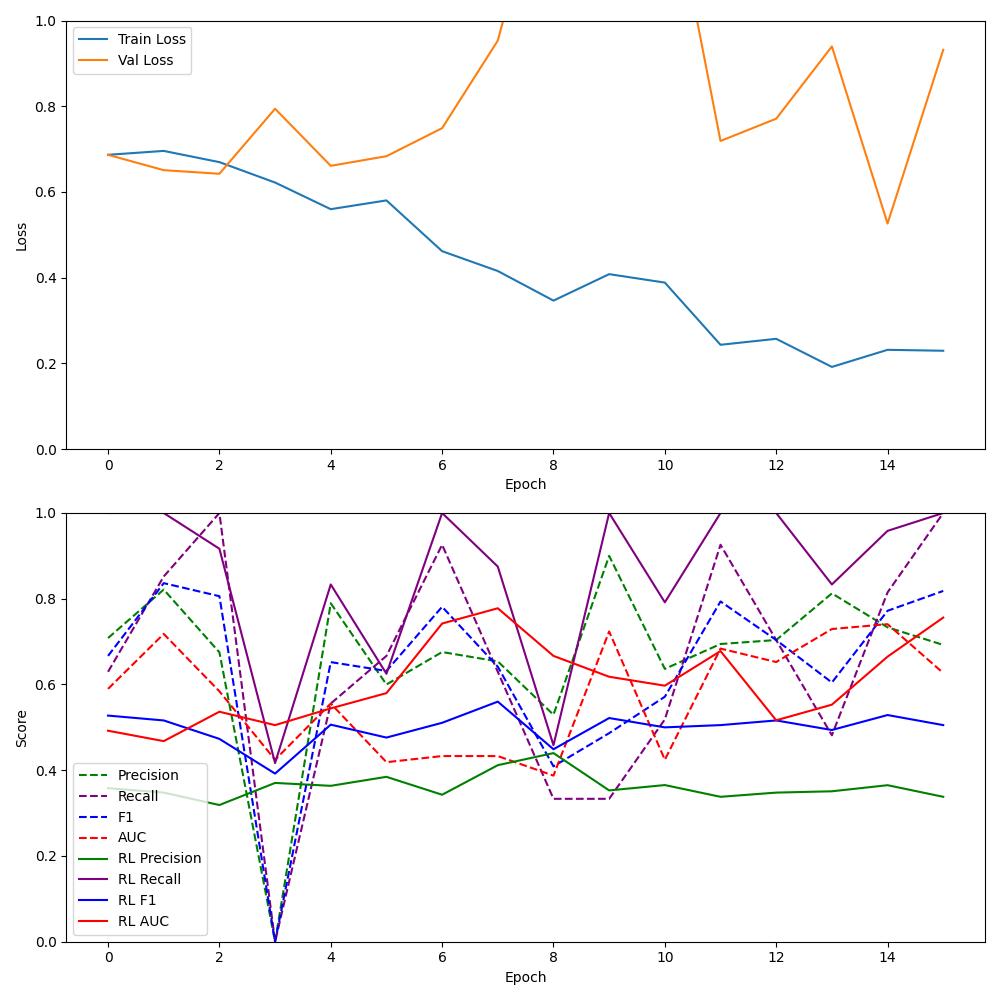 1.0
0.8
0.6
0.4
0.2
0.0
Loss
Train Loss
Val Loss
0 2 4 6 8 10 12 14
Epoch
1.0
0.8
0.6
0.4
0.2
0.0
Score
Precision
Recall
F1
AUC
RL Precision
RL Recall
RL F1
RL AUC
0 2 4 6 8 10 12 14
Epoch